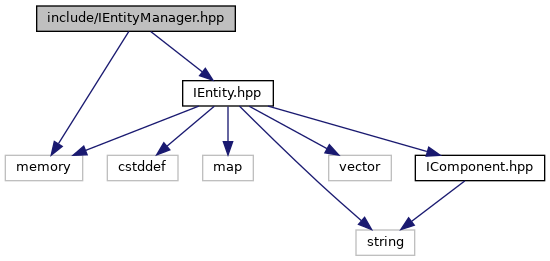 include/IEntityManager.hpp
IEntity.hpp
memory
cstddef
map
vector
IComponent.hpp
string